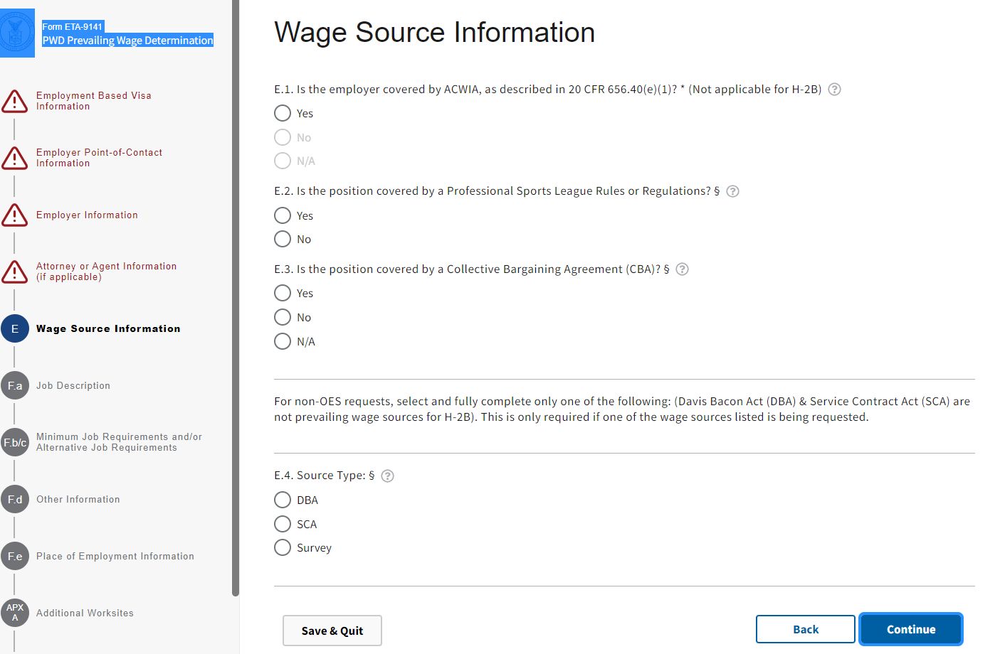 Form ETA-9141
PWD Prevailing Wage Determination
Employment Based Visa
Information
Employer Point-of-Contact
Information
Employer Information
Attorney or Agent Information
(if applicable)
E
Wage Source Information
F.a
Job Description
F.b/c
Minimum Job Requirements and/or
Alternative Job Requirements
F.d
Other Information
F.e
Place of Employment Information
APX
A
Additional Worksites
Wage Source Information
E.1. Is the employer covered by ACWIA, as described in 20 CFR 656.40(e)(1)? * (Not applicable for H-2B) ?
Yes
No
N/A
E.2. Is the position covered by a Professional Sports League Rules or Regulations? § ?
Yes
No
E.3. Is the position covered by a Collective Bargaining Agreement (CBA)? § ?
Yes
No
N/A
For non-OES requests, select and fully complete only one of the following: (Davis Bacon Act (DBA) & Service Contract Act (SCA) are
not prevailing wage sources for H-2B). This is only required if one of the wage sources listed is being requested.
E.4. Source Type: § ?
DBA
SCA
Survey
Save & Quit
Back
Continue